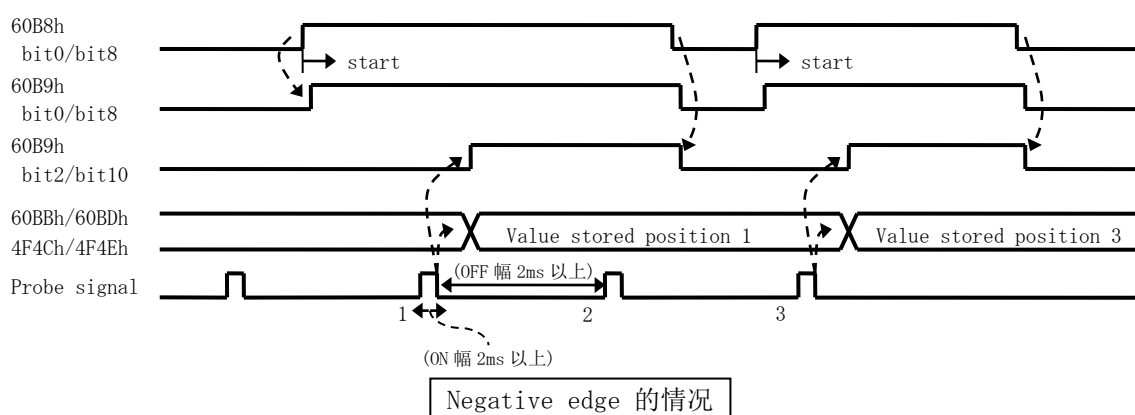 60B8h
bit0/bit8
start
start
60B9h
bit0/bit8
60B9h
bit2/bit10
60BBh/60BDh
4F4Ch/4F4Eh
Value stored position 1
Value stored position 3
(OFF 幅 2ms 以上)
Probe signal
1
2
3
(ON 幅 2ms 以上)
Negative edge 的情况